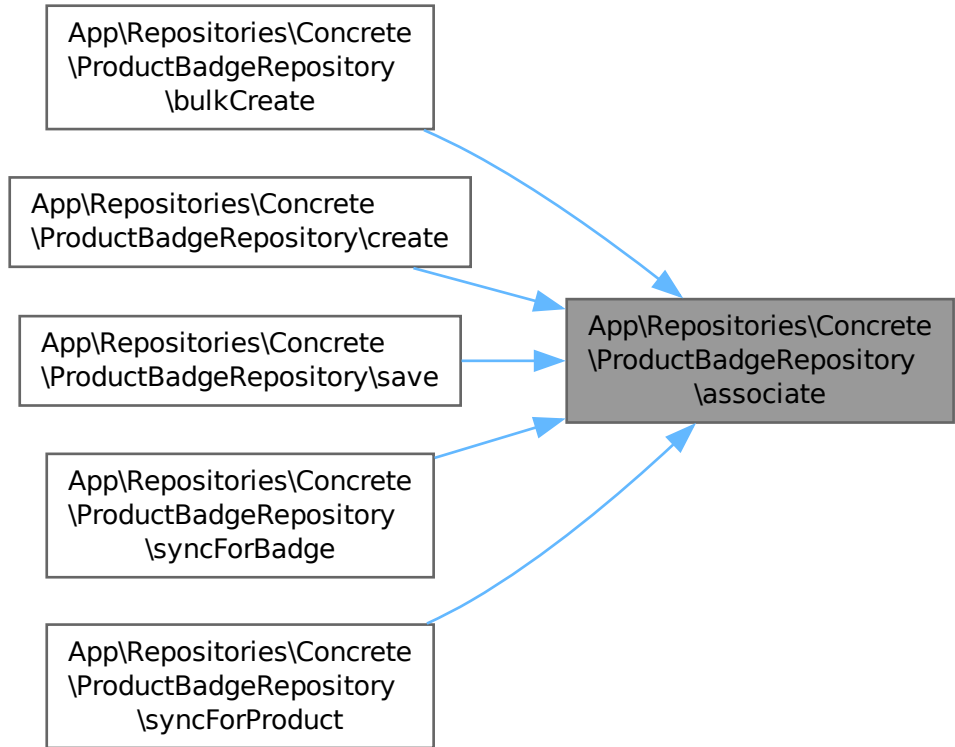 App\Repositories\Concrete
\ProductBadgeRepository
\bulkCreate
App\Repositories\Concrete
\ProductBadgeRepository\create
App\Repositories\Concrete
\ProductBadgeRepository\save
App\Repositories\Concrete
\ProductBadgeRepository
\syncForBadge
App\Repositories\Concrete
\ProductBadgeRepository
\syncForProduct
App\Repositories\Concrete
\ProductBadgeRepository
\associate